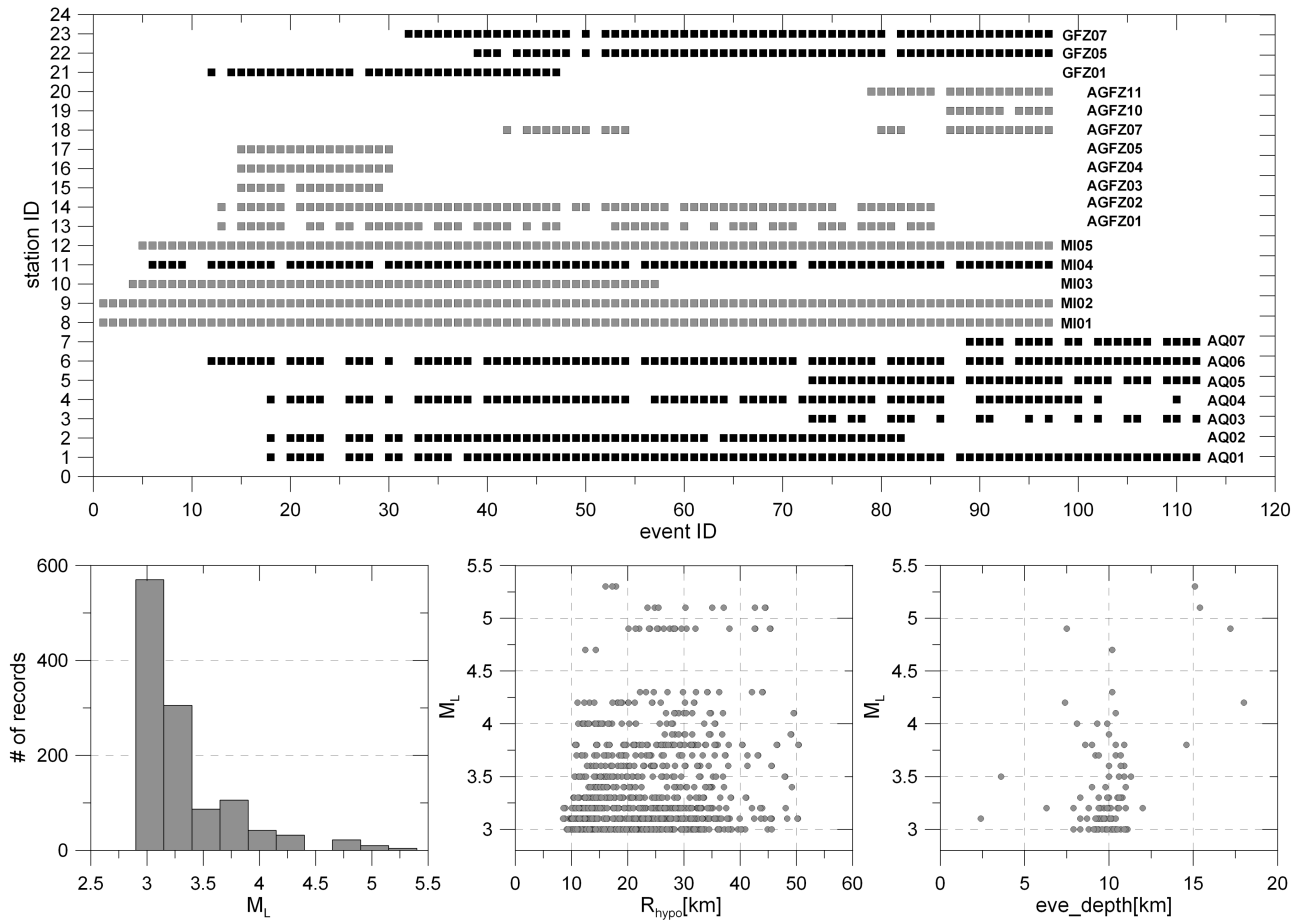 24
23
22
21
20
19
18
17
16
15
14
13
12
11
10
9
8
7
6
5
4
3
2
1
0
station ID
GFZ07
GFZ05
GFZ01
AGFZ11
AGFZ10
AGFZ07
AGFZ05
AGFZ04
AGFZ03
AGFZ02
AGFZ01
MI05
MI04
MI03
MI02
MI01
AQ07
AQ06
AQ05
AQ04
AQ03
AQ02
AQ01
0 10 20 30 40 50 60 70 80 90 100 110 120
event ID
600
400
200
0
# of records
2.5 3 3.5 4 4.5 5 5.5
M_L
5.5
5
4.5
4
3.5
3
M_L
0 10 20 30 40 50 60
R_hypo[km]
5.5
5
4.5
4
3.5
3
M_L
0 5 10 15 20
eve_depth[km]